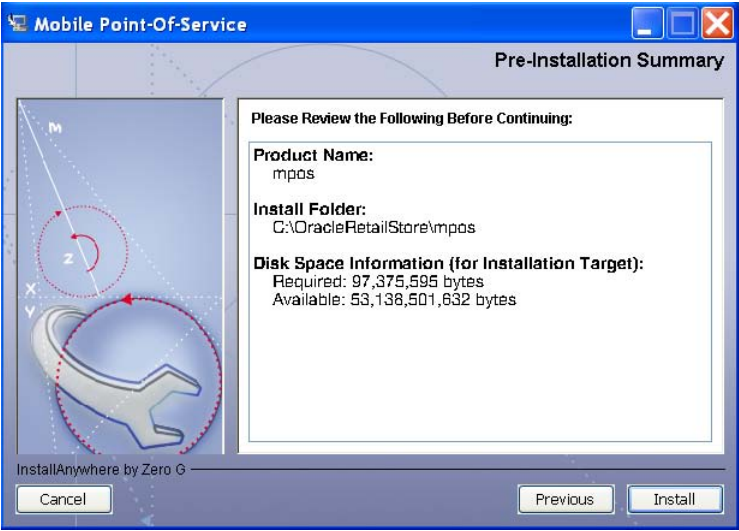 Mobile Point-Of-Service
Pre-Installation Summary
M
Z
X
Y
Please Review the Following Before Continuing:
Product Name:
mpos
Install Folder:
C:\OracleRetailStore\mpos
Disk Space Information (for Installation Target):
Required: 97,375,595 bytes
Available: 53,138,501,632 bytes
InstallAnywhere by Zero G
Cancel
Previous
Install